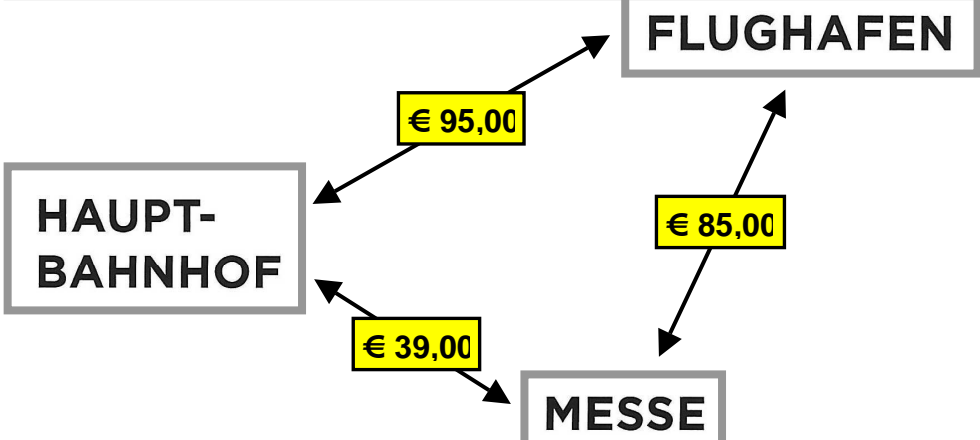 FLUGHAFEN
€ 95,00
HAUPT-
BAHNHOF
€ 85,00
€ 39,00
MESSE